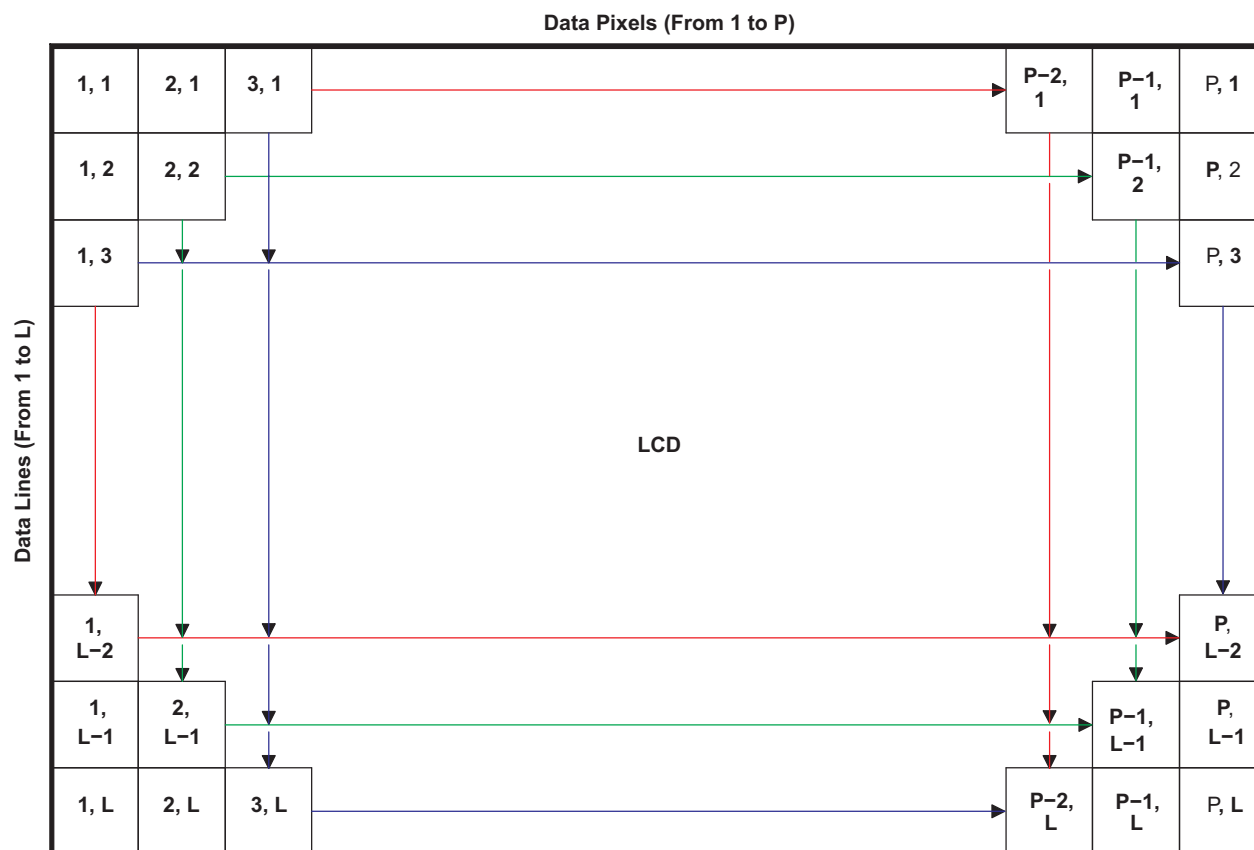 Data Pixels (From 1 to P)
1, 1
2, 1
3, 1
P−2,
1
P−1,
1
P, 1
1, 2
2, 2
P−1,
2
P, 2
1, 3
P, 3
Data Lines (From 1 to L)
LCD
1,
L−2
P,
L−2
1,
L−1
2,
L−1
P−1,
L−1
P,
L−1
1, L
2, L
3, L
P−2,
L
P−1,
L
P, L